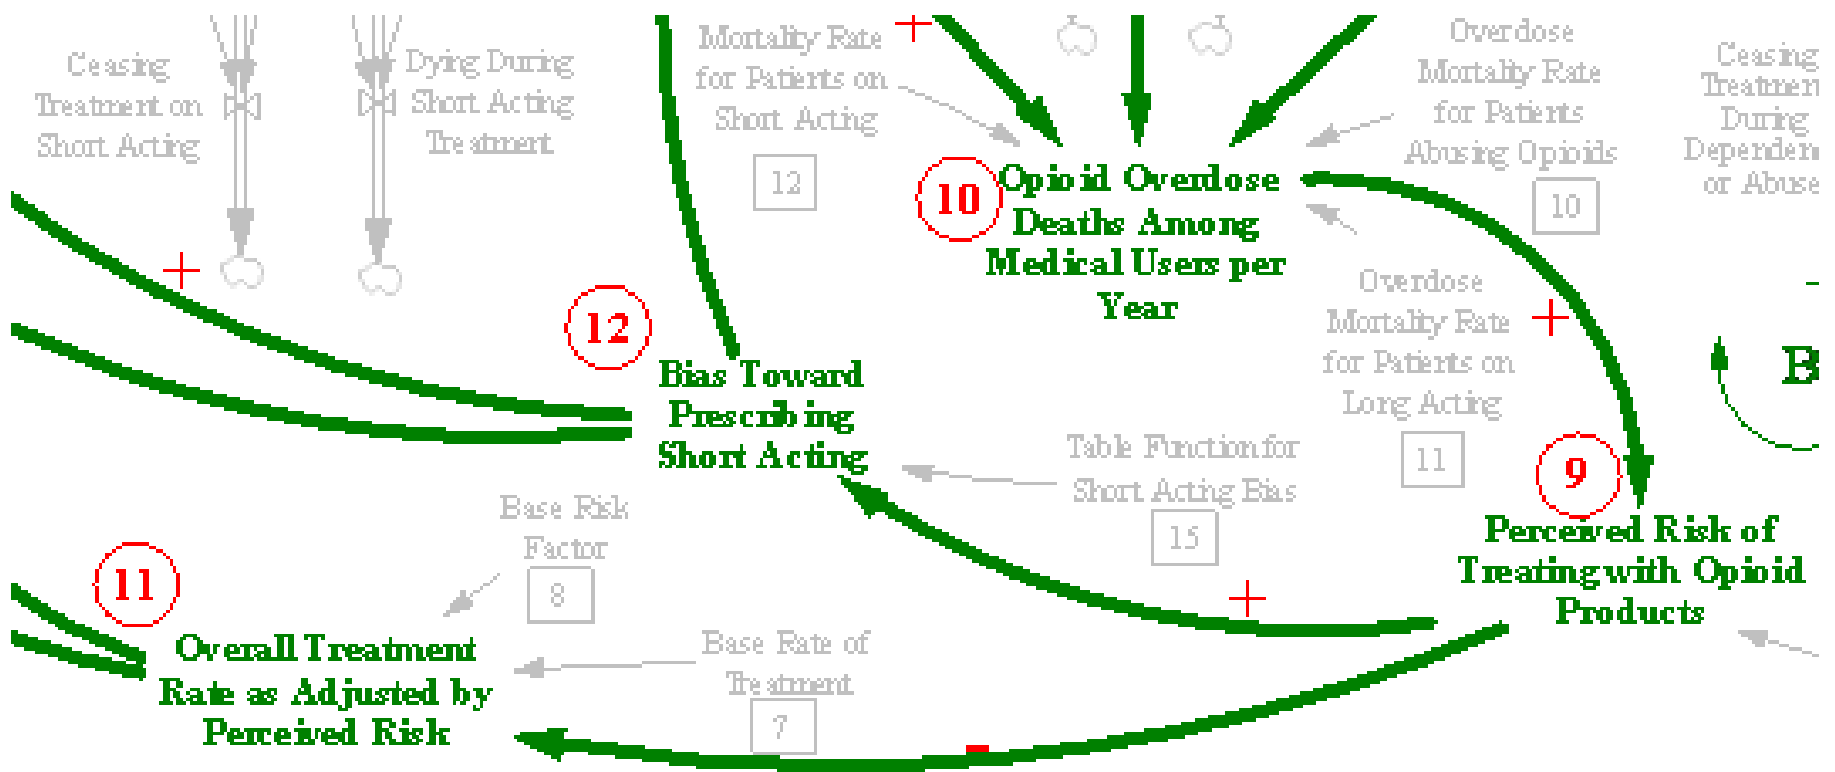 Ceasing
Treatment on
Short Acting
Dying During
Short Acting
Treatment
Mortality Rate
for Patients on
Short Acting
12
+
Overdose
Mortality Rate
for Patients
Abusing Opioids
10
Ceasing
During
or Abuse
10
Opioid Overdose
Deaths Among
Medical Users per
Year
+
12
Bias Toward
Prescribing
Short Acting
Overdose
Mortality Rate
for Patients on
Long Acting
11
+
B
Table Function for
Short Acting Bias
15
9
Perceived Risk of
Treating with Opioid
Products
Base Risk
Factor
8
+
11
Overall Treatment
Rate as Adjusted by
Perceived Risk
Base Rate of
Treatment
7
-